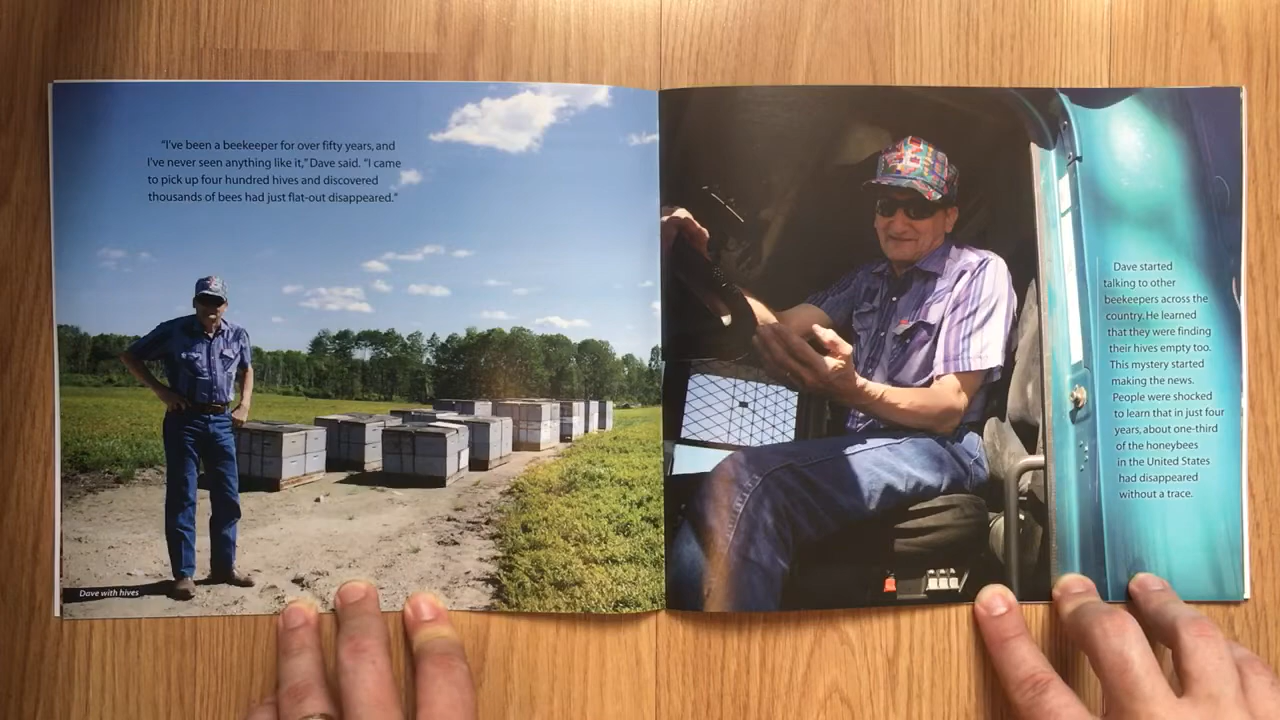 "I've been a beekeeper for over fifty years, and
I've never seen anything like it," Dave said. "I came
to pick up four hundred hives and discovered
thousands of bees had just flat-out disappeared."
Dave with hives
Dave started
talking to other
beekeepers across the
country. He learned
that they were finding
their hives empty too.
This mystery started
making the news.
People were shocked
to learn that in just four
years, about one-third
of the honeybees
in the United States
had disappeared
without a trace.